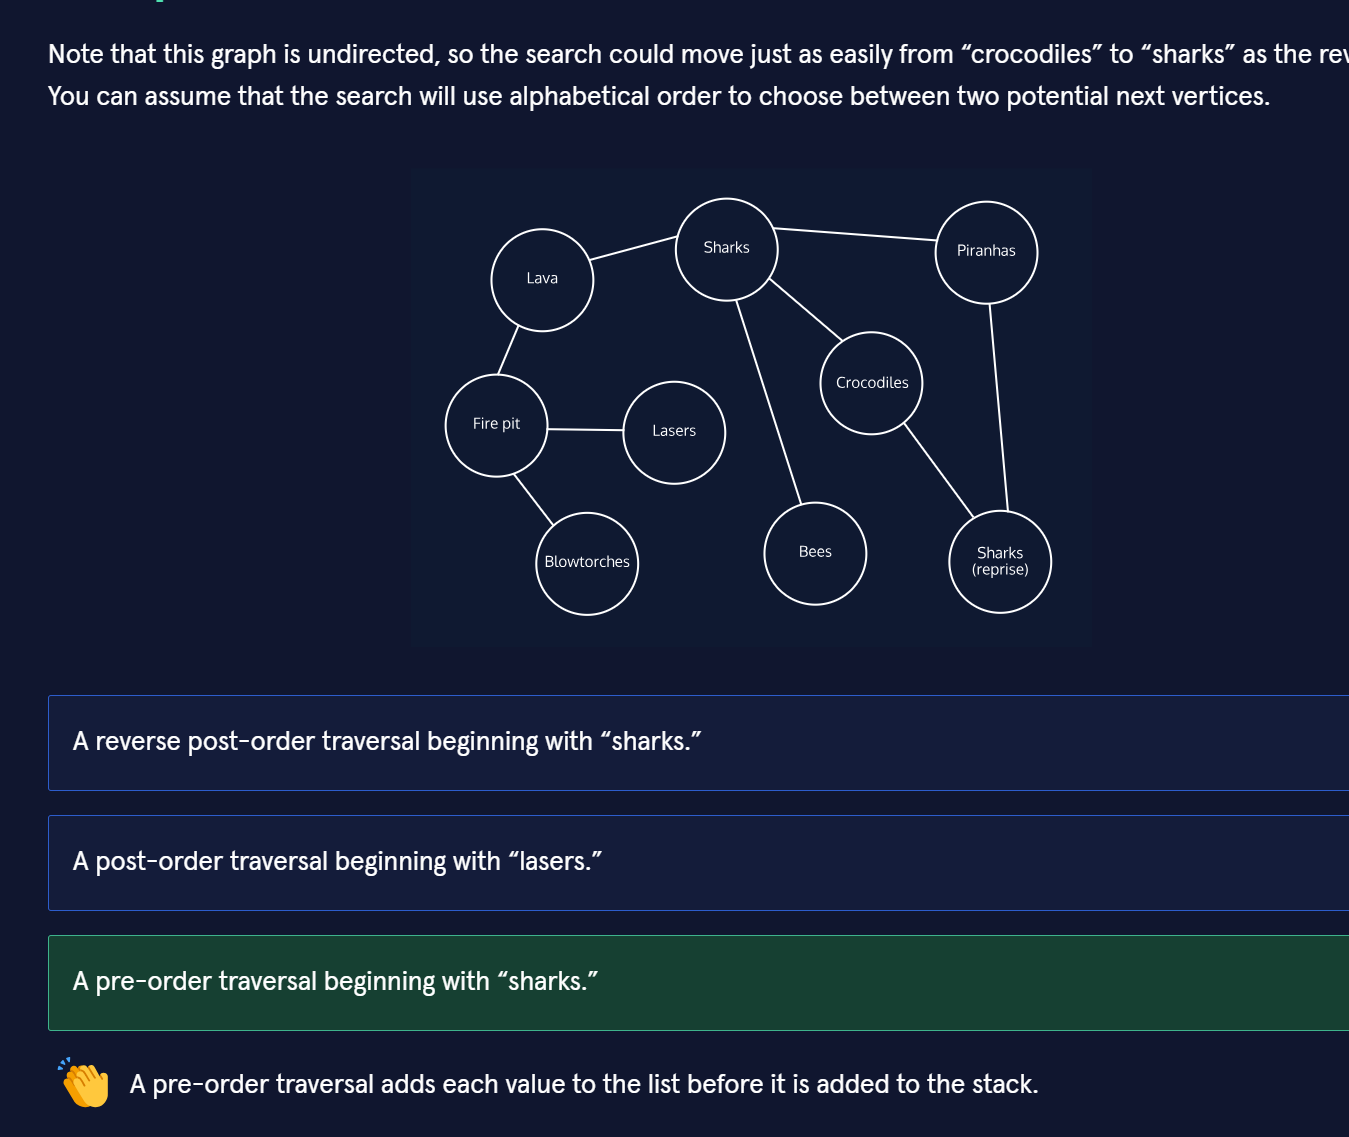 Note that this graph is undirected, so the search could move just as easily from “crocodiles” to “sharks” as the
You can assume that the search will use alphabetical order to choose between two potential next vertices.
Sharks
Piranhas
Lava
Crocodiles
Fire pit
Lasers
Bees
Sharks
(reprise)
Blowtorches
A reverse post-order traversal beginning with “sharks.”
A post-order traversal beginning with “lasers.”
A pre-order traversal beginning with “sharks.”
A pre-order traversal adds each value to the list before it is added to the stack.